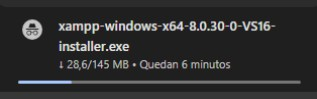 xampp-windows-x64-8.0.30-0-VS16-
installer.exe
↓ 28,6/145 MB • Quedan 6 minutos